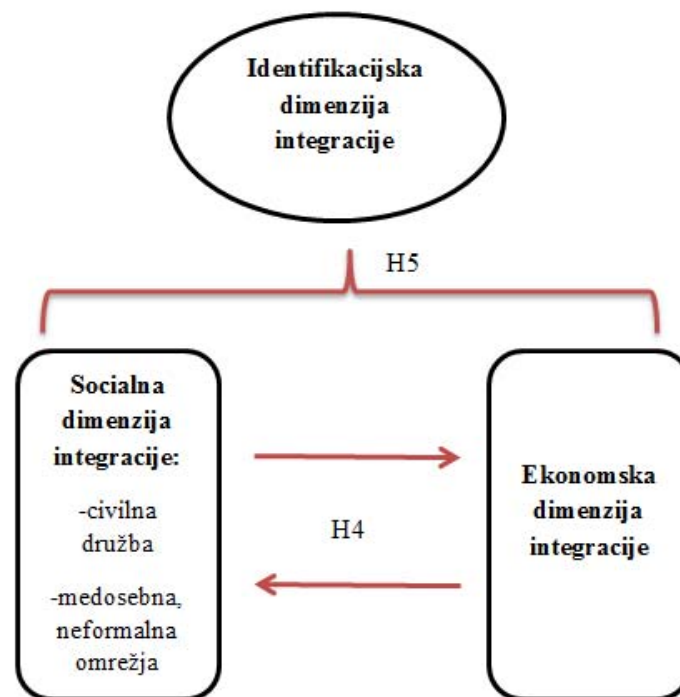 Identifikacijska
dimenzija
integracije
H5
Socialna
dimenzija
integracije:
-civilna
družba
-medosebna,
neformalna
omrežja
H4
Ekonomska
dimenzija
integracije